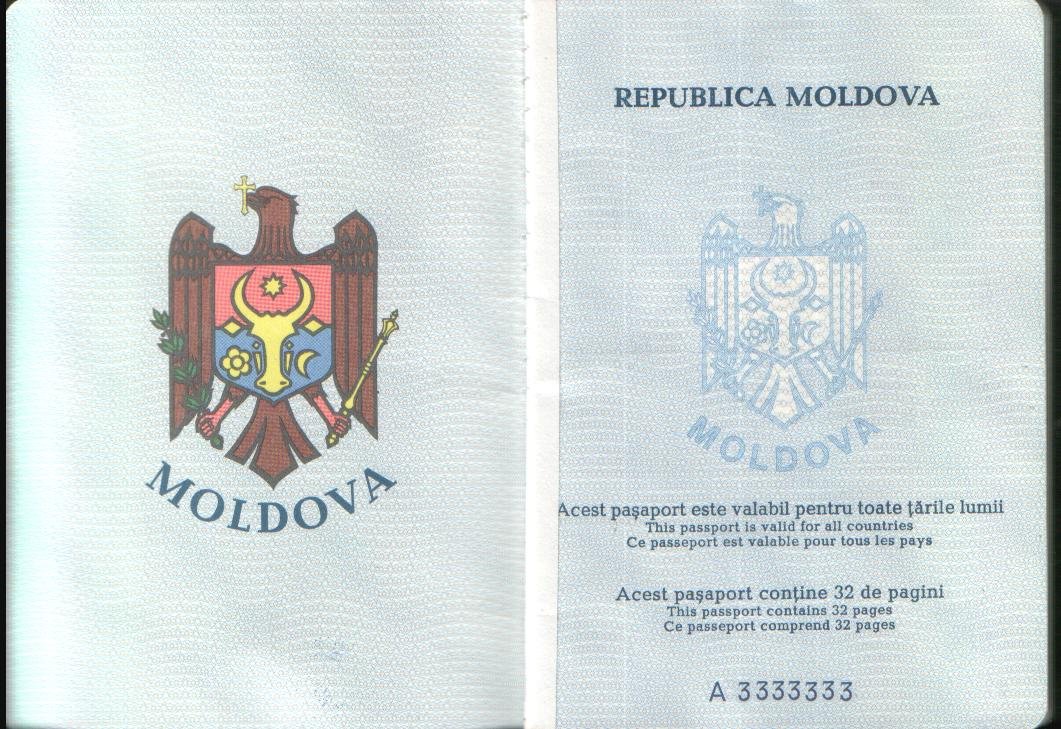 MOLDOVA
REPUBLICA MOLDOVA
MOLDOVA
Acest paşaport este valabil pentru toate ţările lumii
This passport is valid for all countries
Ce passeport est valable pour tous les pays
Acest paşaport conţine 32 de pagini
This passport contains 32 pages
Ce passeport comprend 32 pages
A 3333333